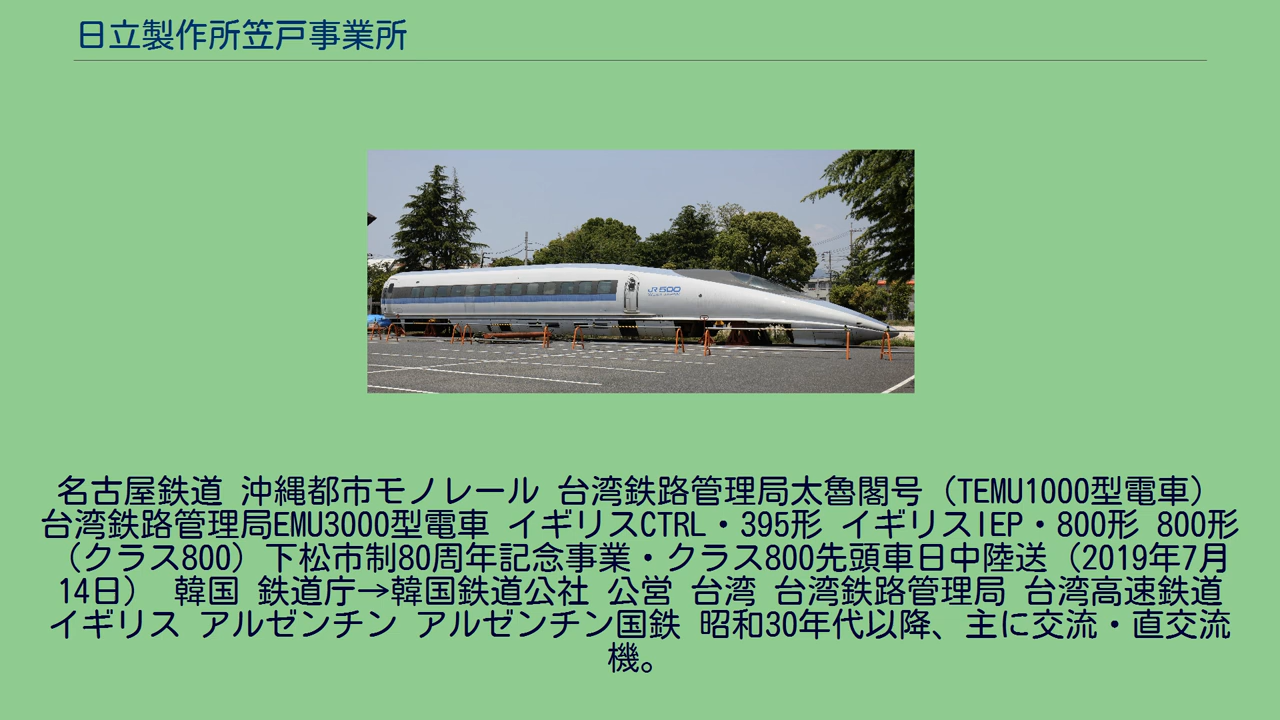 日立製作所笠戸事業所
JR500
名古屋鉄道 沖縄都市モノレール 台湾鉄路管理局太魯閣号（TEMU1000型電車）
台湾鉄路管理局EMU3000型電車 イギリスCTRL・395形 イギリスIEP・800形 800形
（クラス800）下松市制80周年記念事業・クラス800先頭車日中陸送（2019年7月
14日） 韓国 鉄道庁→韓国鉄道公社 公営 台湾 台湾鉄路管理局 台湾高速鉄道
イギリス アルゼンチン アルゼンチン国鉄 昭和30年代以降、主に交流・直交流
機。